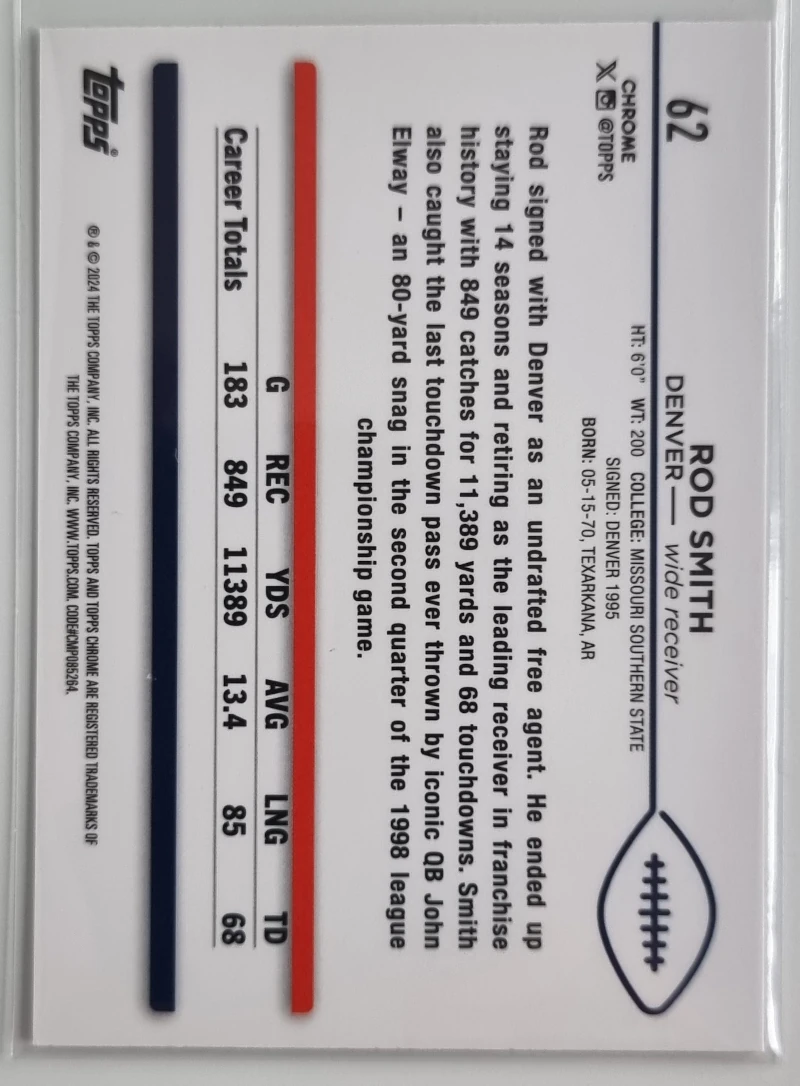 62
ROD SMITH
DENVER — wide receiver
CHROME
X @TOPPS
HT: 6'0" WT: 200 COLLEGE: MISSOURI SOUTHERN STATE
SIGNED: DENVER 1995
BORN: 05-15-70, TEXARKANA, AR
Rod signed with Denver as an undrafted free agent. He ended up
staying 14 seasons and retiring as the leading receiver in franchise
history with 849 catches for 11,389 yards and 68 touchdowns. Smith
also caught the last touchdown pass ever thrown by iconic QB John
Elway – an 80-yard snag in the second quarter of the 1998 league
championship game.
G REC YDS AVG LNG TD
Career Totals 183 849 11389 13.4 85 68
topps®
® & © 2024 THE TOPPS COMPANY, INC. ALL RIGHTS RESERVED. TOPPS AND TOPPS CHROME ARE REGISTERED TRADEMARKS OF
THE TOPPS COMPANY, INC. WWW.TOPPS.COM. CODE#CMP085264.